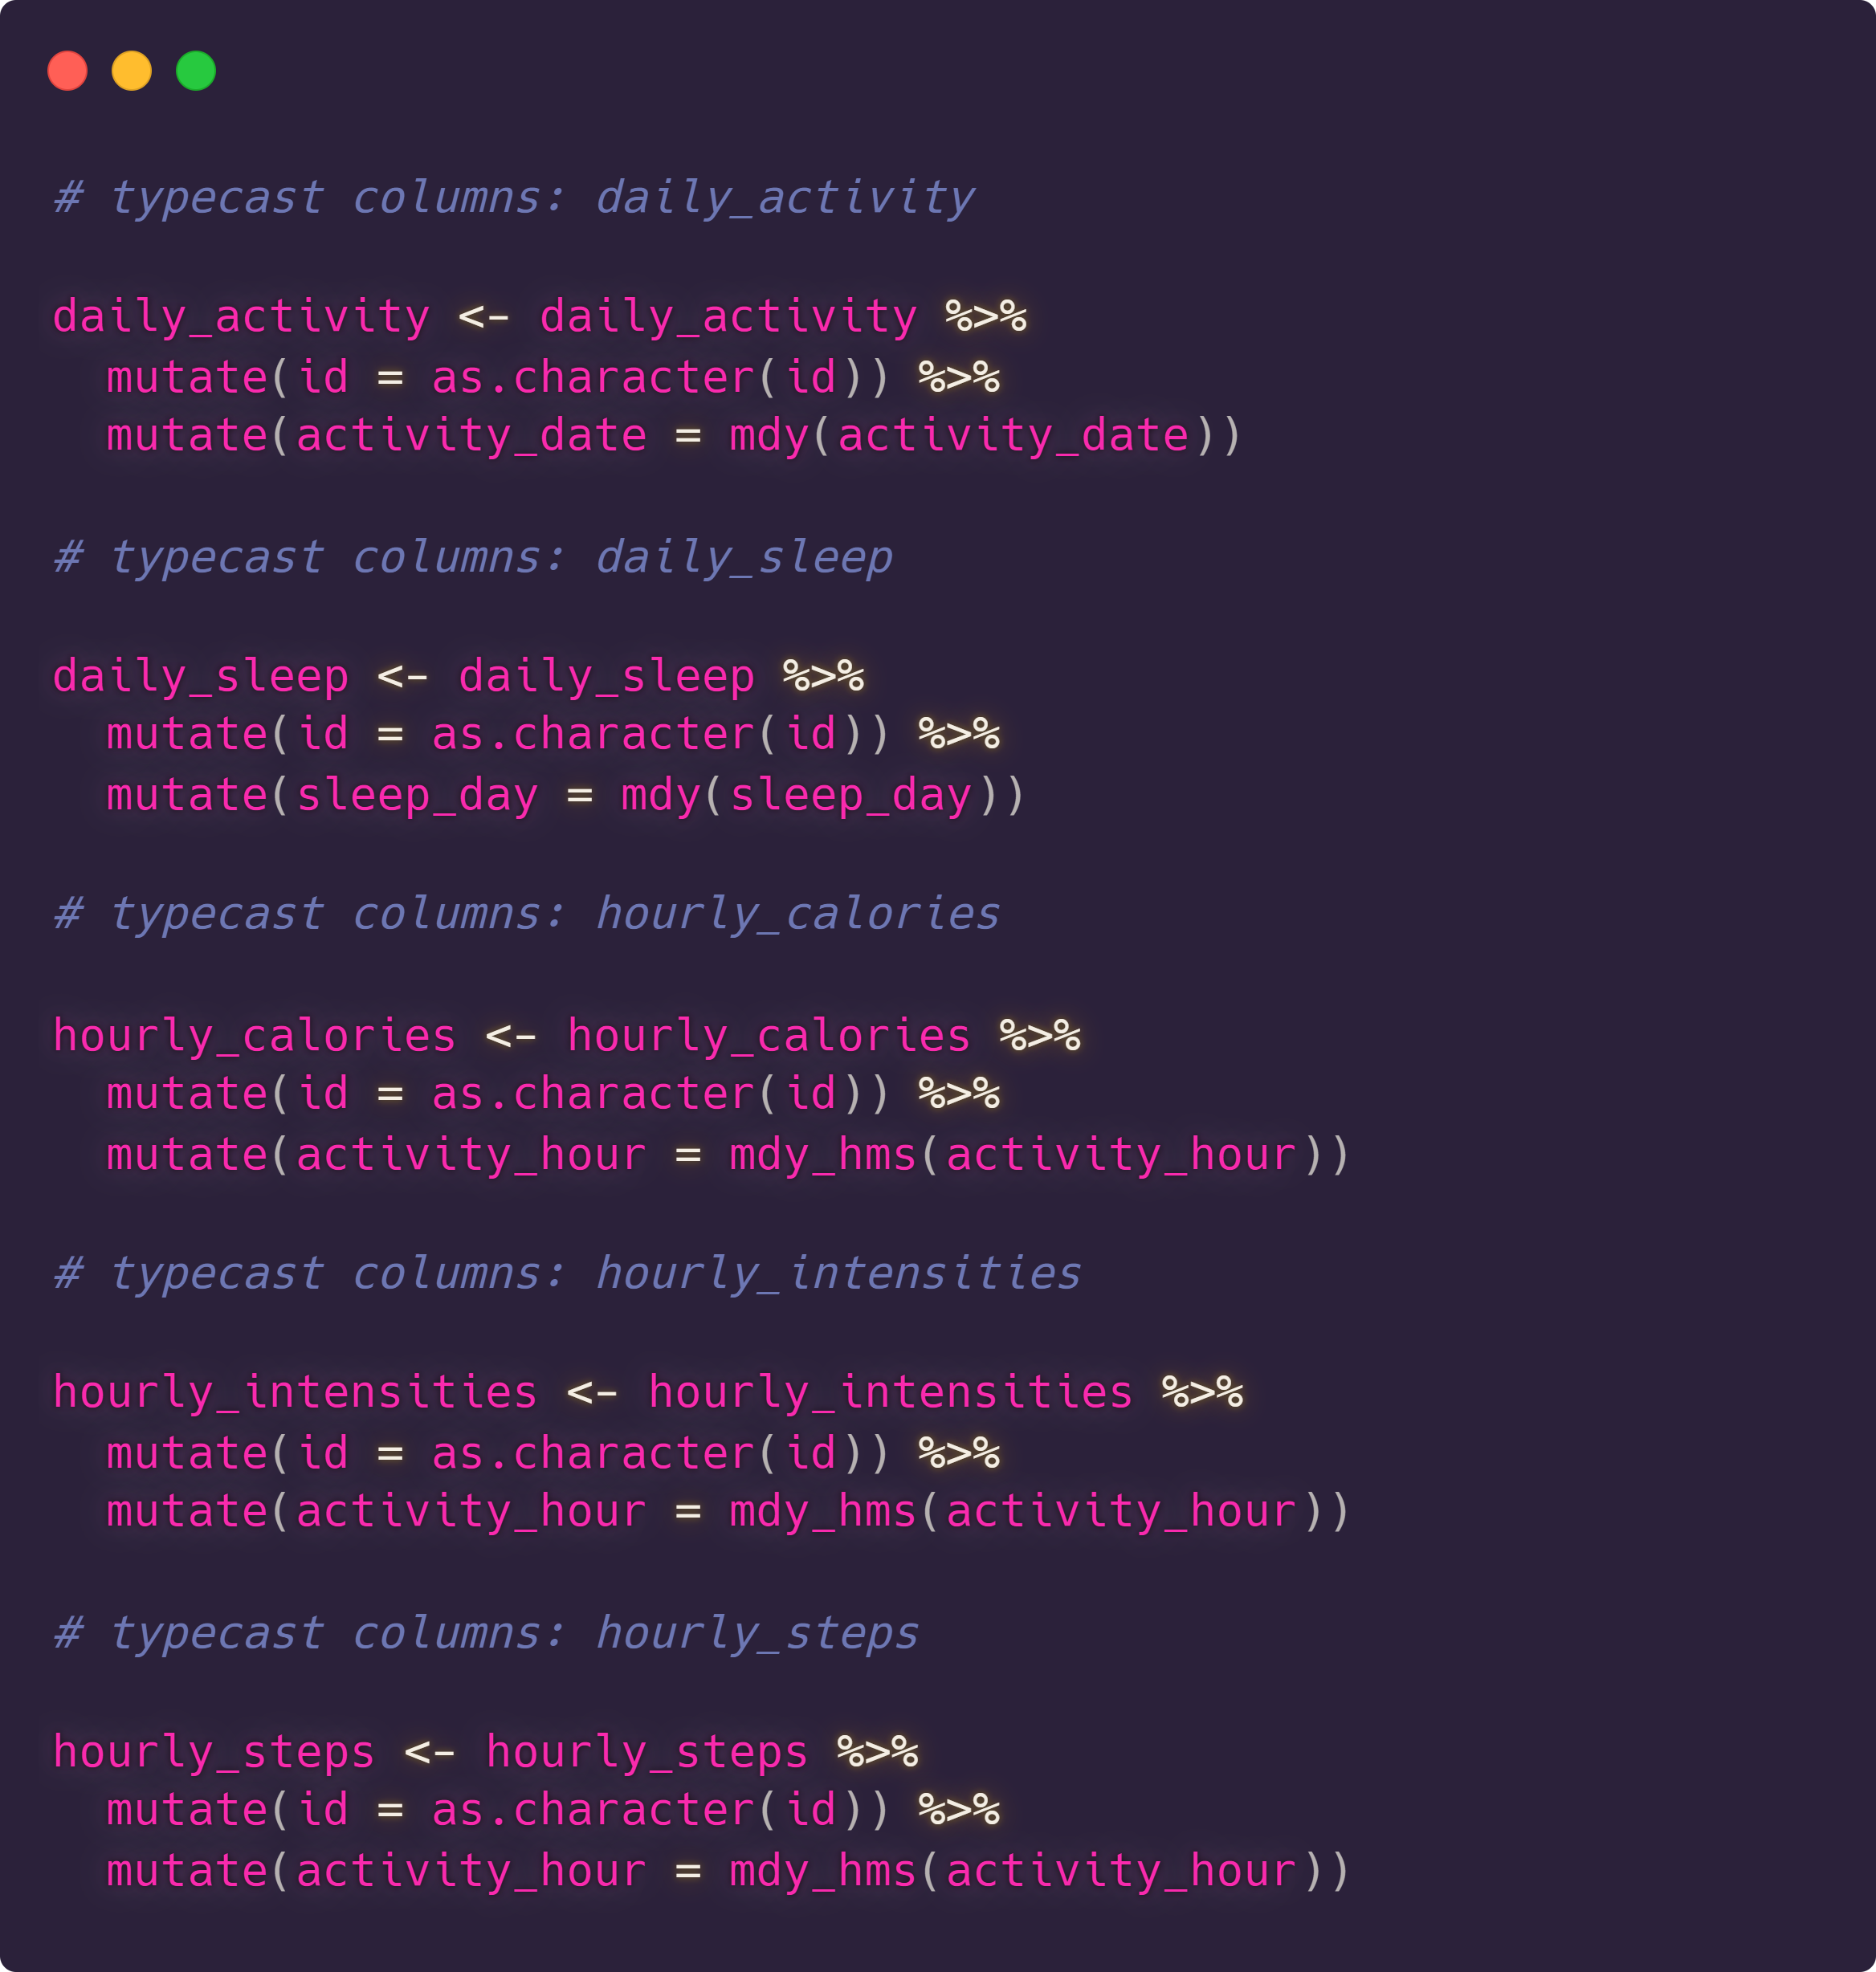 # typecast columns: daily_activity
daily_activity <- daily_activity %>%
mutate(id = as.character(id)) %>%
mutate(activity_date = mdy(activity_date))
# typecast columns: daily_sleep
daily_sleep <- daily_sleep %>%
mutate(id = as.character(id)) %>%
mutate(sleep_day = mdy(sleep_day))
# typecast columns: hourly_calories
hourly_calories <- hourly_calories %>%
mutate(id = as.character(id)) %>%
mutate(activity_hour = mdy_hms(activity_hour))
# typecast columns: hourly_intensities
hourly_intensities <- hourly_intensities %>%
mutate(id = as.character(id)) %>%
mutate(activity_hour = mdy_hms(activity_hour))
# typecast columns: hourly_steps
hourly_steps <- hourly_steps %>%
mutate(id = as.character(id)) %>%
mutate(activity_hour = mdy_hms(activity_hour))